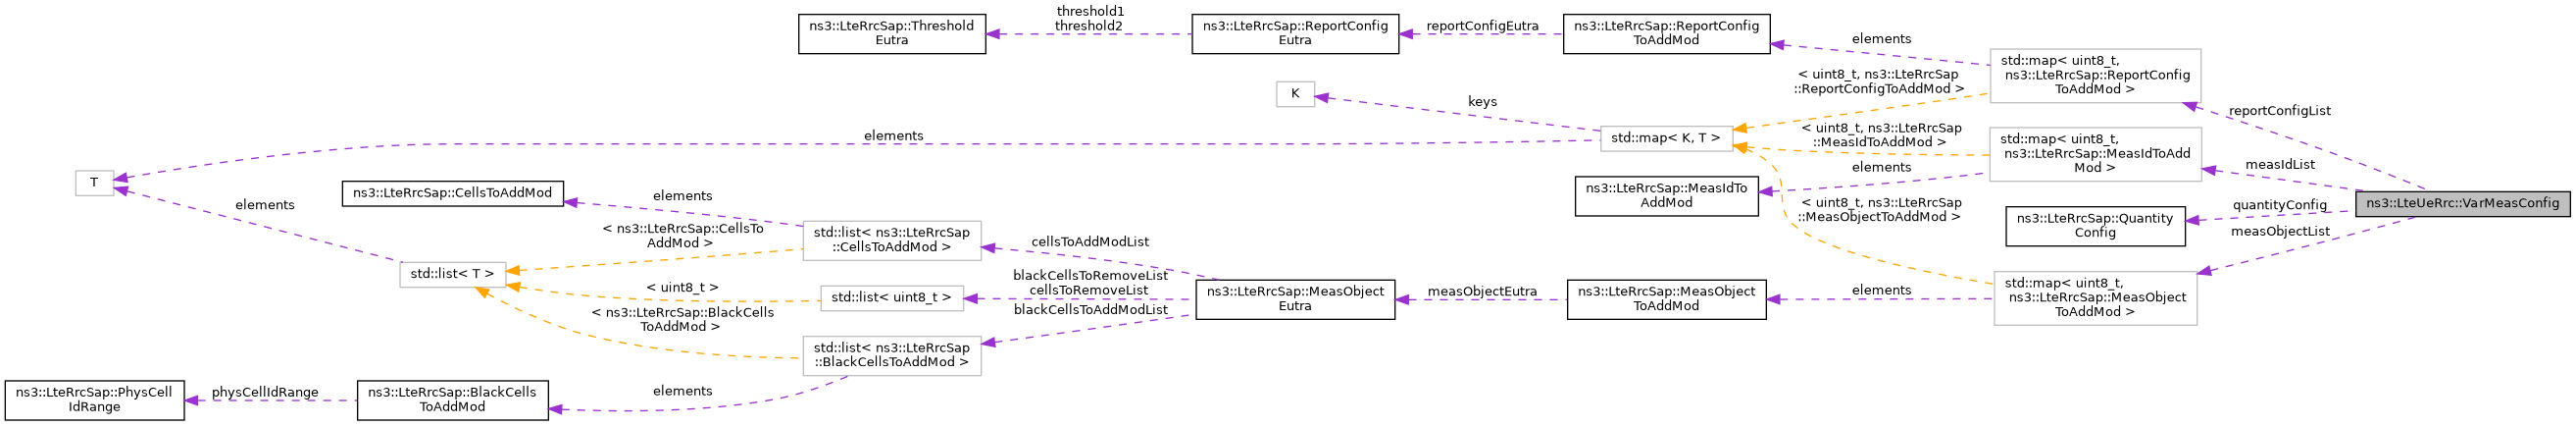 ns3::LteRrcSap::Threshold
Eutra
threshold1
threshold2
ns3::LteRrcSap::ReportConfig
Eutra
reportConfigEutra
ns3::LteRrcSap::ReportConfig
ToAddMod
elements
std::map< uint8_t,
ns3::LteRrcSap::ReportConfig
ToAddMod >
< uint8_t, ns3::LteRrcSap
::ReportConfigToAddMod >
K
keys
reportConfigList
elements
std::map< K, T >
< uint8_t, ns3::LteRrcSap
::MeasIdToAddMod >
std::map< uint8_t,
ns3::LteRrcSap::MeasIdToAdd
Mod >
measIdList
T
elements
ns3::LteRrcSap::CellsToAddMod
elements
ns3::LteRrcSap::MeasIdTo
AddMod
elements
ns3::LteUeRrc::VarMeasConfig
< uint8_t, ns3::LteRrcSap
::MeasObjectToAddMod >
ns3::LteRrcSap::Quantity
Config
quantityConfig
measObjectList
< ns3::LteRrcSap::CellsTo
AddMod >
std::list< ns3::LteRrcSap
::CellsToAddMod >
cellsToAddModList
std::list< T >
< uint8_t >
std::list< uint8_t >
blackCellsToRemoveList
cellsToRemoveList
ns3::LteRrcSap::MeasObject
Eutra
measObjectEutra
ns3::LteRrcSap::MeasObject
ToAddMod
elements
std::map< uint8_t,
ns3::LteRrcSap::MeasObject
ToAddMod >
< ns3::LteRrcSap::BlackCells
ToAddMod >
blackCellsToAddModList
std::list< ns3::LteRrcSap
::BlackCellsToAddMod >
ns3::LteRrcSap::PhysCell
IdRange
physCellIdRange
ns3::LteRrcSap::BlackCells
ToAddMod
elements